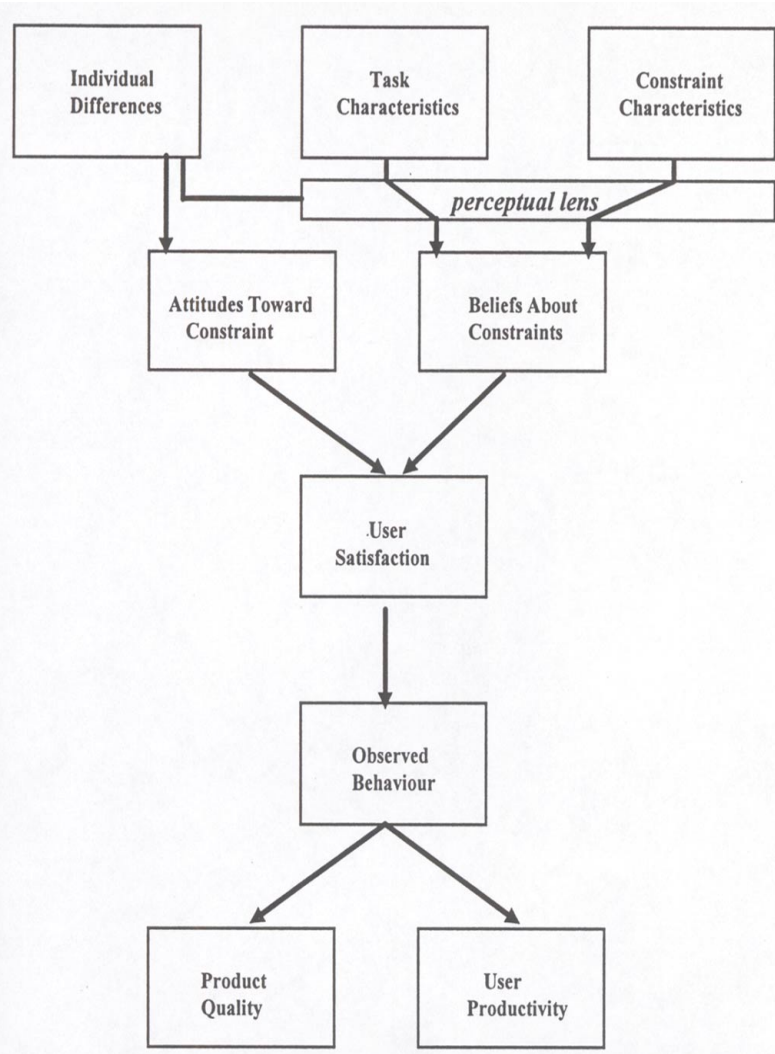 Individual
Differences
Task
Characteristics
Constraint
Characteristics
perceptual lens
Attitudes Toward
Constraint
Beliefs About
Constraints
User
Satisfaction
Observed
Behaviour
Product
Quality
User
Productivity